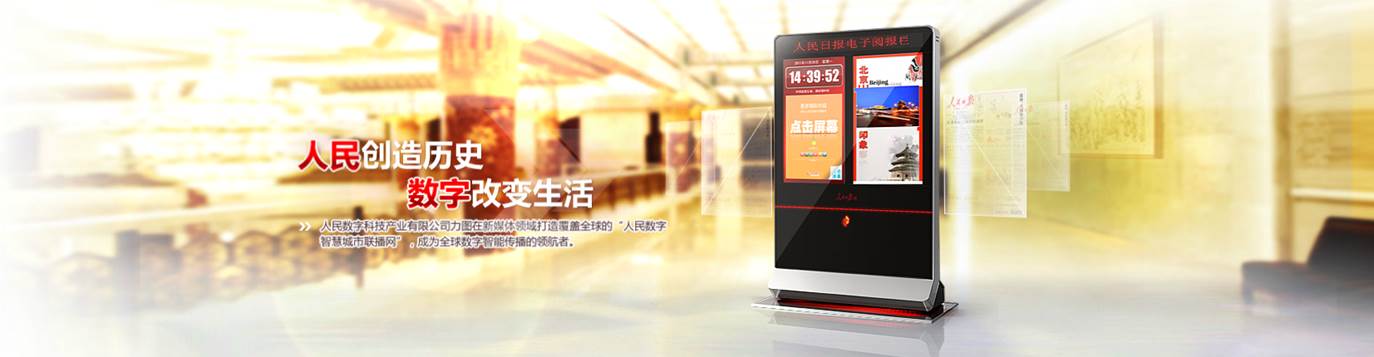 人民创造历史
数字改变生活
人民数字科技产业有限公司力图在新媒体领域打造覆盖全球的“人民数字
智慧城市联播网”，成为全球数字智能传播的领航者。
人民日报电子阅报栏
14:39:52
点击屏幕
北京
Beijing
印象
人民日报